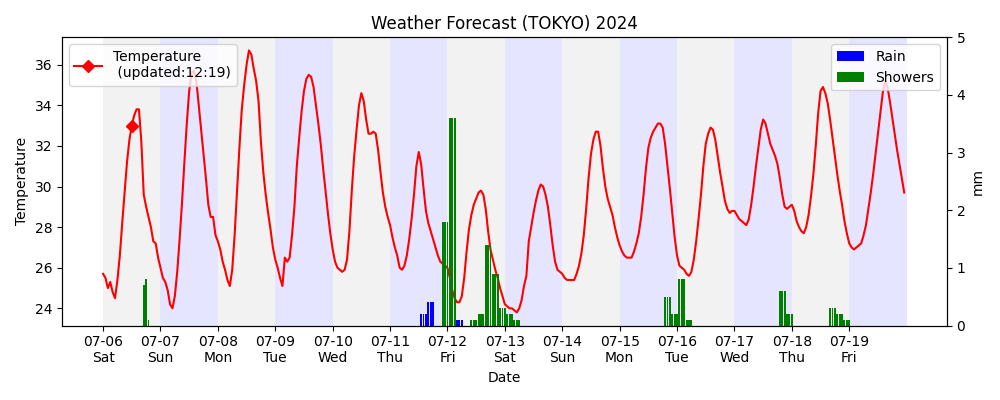 Weather Forecast (TOKYO) 2024
Temperature
(updated:12:19)
Rain
Showers
Temperature
36
34
32
30
28
26
24
5
4
3
2
1
0
mm
07-06 07-07 07-08 07-09 07-10 07-11 07-12 07-13 07-14 07-15 07-16 07-17 07-18 07-19
Sat Sun Mon Tue Wed Thu Fri Sat Sun Mon Tue Wed Thu Fri
Date